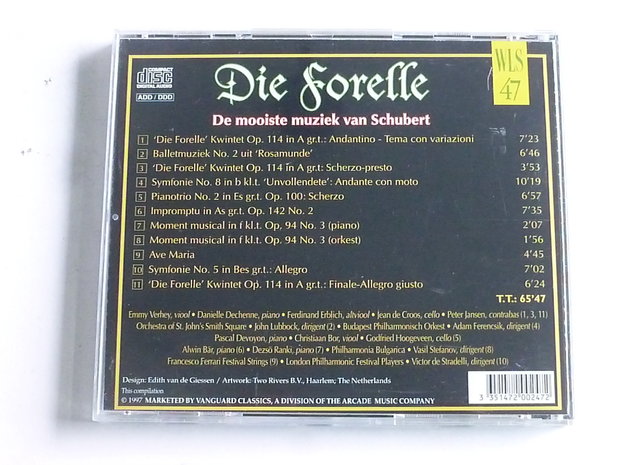 COMPACT
disc
DIGITAL AUDIO
ADD / DDD
Die Forelle
WLS
47
De mooiste muziek van Schubert
1 'Die Forelle' Kwintet Op. 114 in A gr.t.: Andantino - Tema con variazioni 7'23
2 Balletmuziek No. 2 uit 'Rosamunde' 6'46
3 'Die Forelle' Kwintet Op. 114 in A gr.t: Scherzo-presto 3'53
4 Symfonie No. 8 in b kl.t. 'Unvollendete': Andante con moto 10'19
5 Pianotrio No. 2 in Es gr.t. Op. 100: Scherzo 6'57
6 Impromptu in As gr.t. Op. 142 No. 2 7'35
7 Moment musical in f kl.t. Op, 94 No. 3 (piano) 2'07
8 Moment musical in f kl.t. Op. 94 No. 3 (orkest) 1'56
9 Ave Maria 4'45
10 Symfonie No. 5 in Bes gr.t.: Allegro 7'02
11 'Die Forelle' Kwintet Op. 114 in A gr.t.: Finale-Allegro giusto 6'24
T.T.: 65'47
Emmy Verhey, viool • Danielle Dechenne, piano • Ferdinand Erblich, altviool • Jean de Croos, cello • Peter Jansen, contrabas (1, 3, 11)
Orchestra of St. John's Smith Square • John Lubbock, dirigent (2) • Budapest Philharmonisch Orkest • Adam Ferencsik, dirigent (4)
Pascal Devoyon, piano • Christiaan Bor, viool • Godfried Hoogeveen, cello (5)
Alwin Bär, piano (6) • Dezsö Ranki, piano (7) • Philharmonia Bulgarica • Vasil Stefanov, dirigent (8)
Francesco Ferrari Festival Strings (9) • London Philharmonic Festival Players • Victor de Stradelli, dirigent (10)
Design: Edith van de Giessen / Artwork: Two Rivers B.V., Haarlem; The Netherlands
This compilation
© 1997 MARKETED BY VANGUARD CLASSICS, A DIVISION OF THE ARCADE MUSIC COMPANY
3 351472 002472